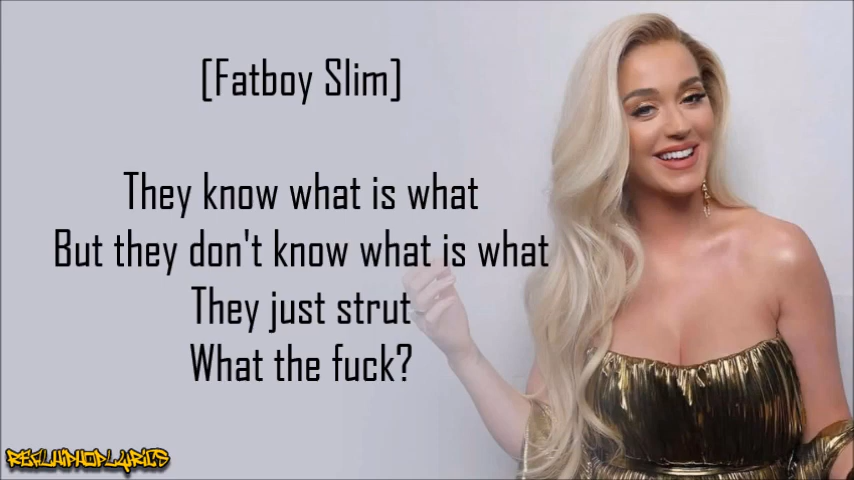 [Fatboy Slim]
They know what is what
But they don't know what is what
They just strut
What the fuck?
REALHIPHOPLYRICS